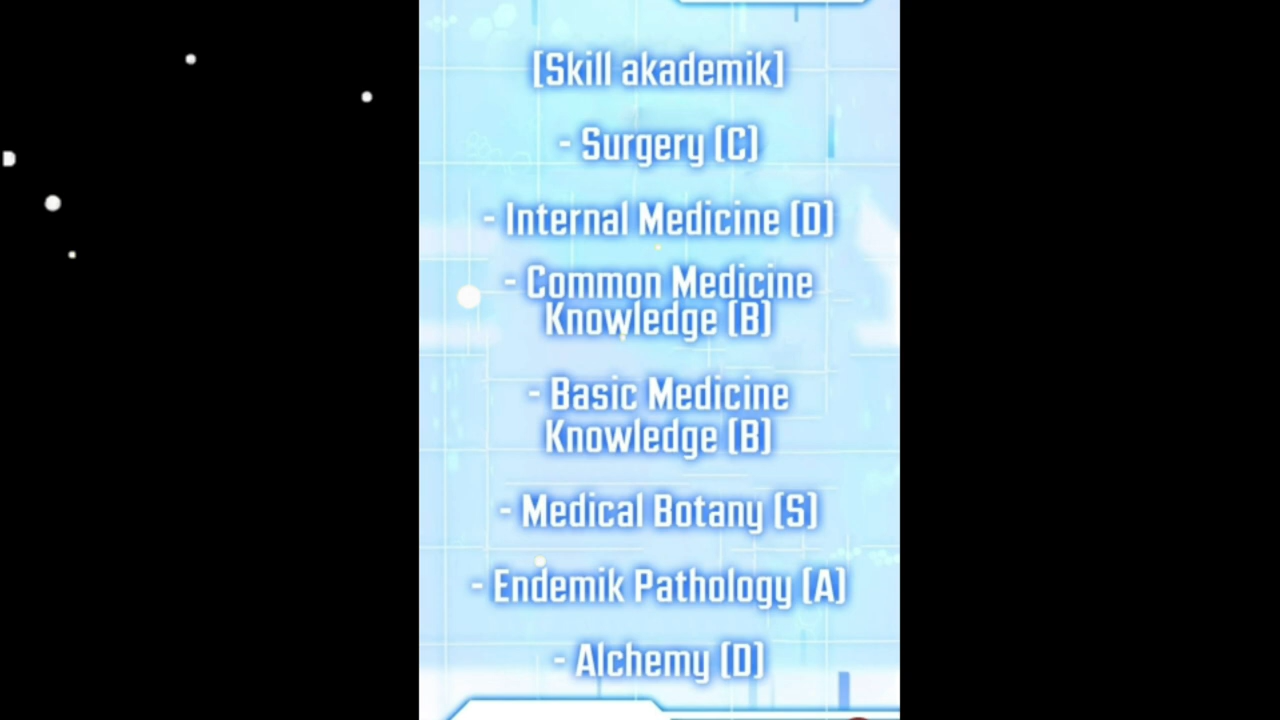 [Skill akademik]
- Surgery (C)
- Internal Medicine (D)
- Common Medicine
Knowledge (B)
- Basic Medicine
Knowledge (B)
- Medical Botany (S)
- Endemik Pathology (A)
- Alchemy (D)